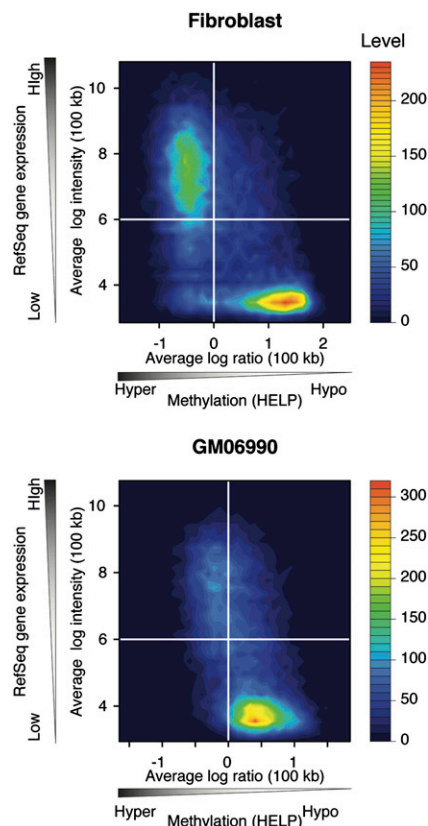 Fibroblast
Level
HIgh
RefSeq gene expression
Low
Average log intensity (100 kb)
10
8
6
4
-1
0
1
2
Average log ratio (100 kb)
Hyper
Hypo
Methylation (HELP)
200
150
100
50
0
GM06990
HIgh
RefSeq gene expression
Low
Average log intensity (100 kb)
10
8
6
4
-1
0
1
Average log ratio (100 kb)
Hyper
Hypo
Methylation (HELP)
300
250
200
150
100
50
0